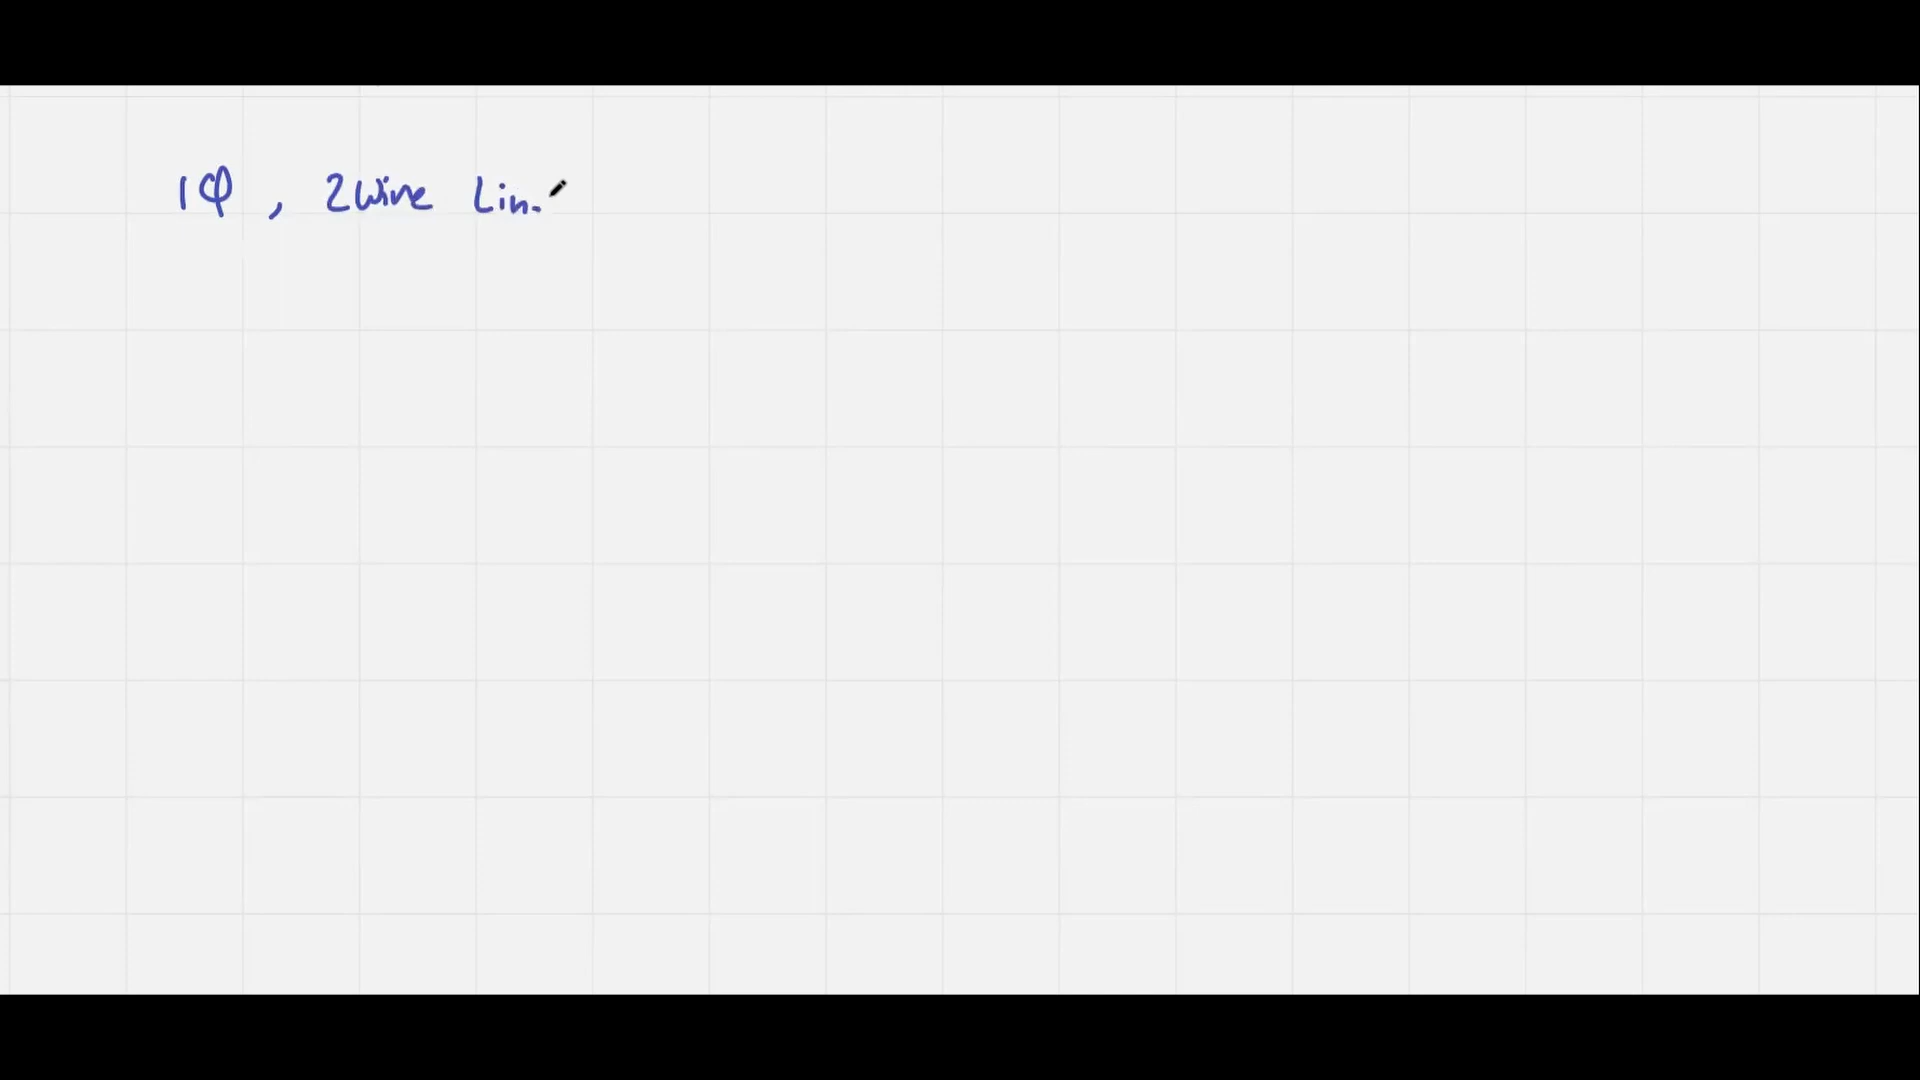 1φ , 2wire Lin